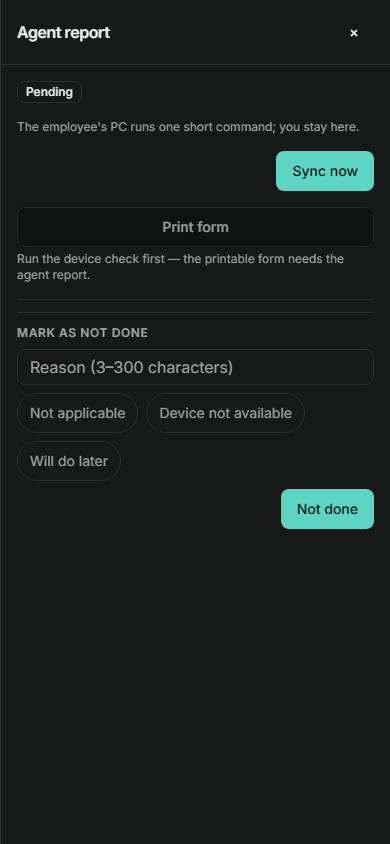 Agent report
×
Pending
The employee's PC runs one short command; you stay here.
Sync now
Print form
Run the device check first — the printable form needs the
agent report.
MARK AS NOT DONE
Reason (3–300 characters)
Not applicable
Device not available
Will do later
Not done